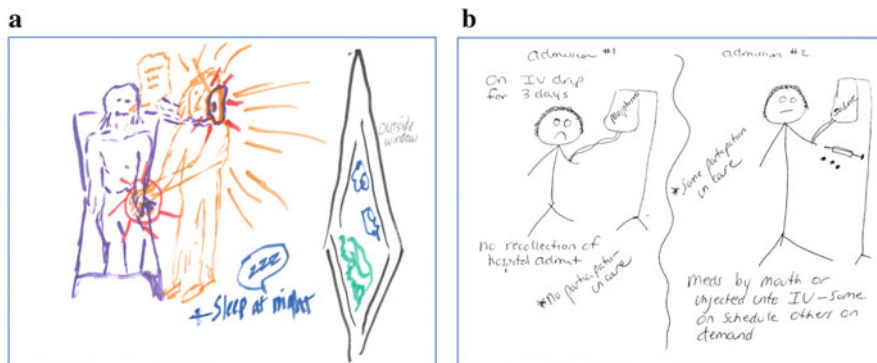 a
outside
window
zzz
+ Sleep at night
b
admission #1
On IV drip
for 3 days
Morphine
no recollection of
hospital admit
*No participation
in care
admission #2
*Some participation
in care
meds by mouth or
injected into IV - Some
on schedule others on
demand